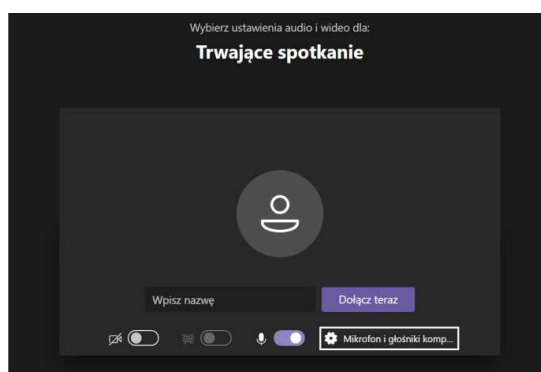 Wybierz ustawienia audio i wideo dla:
Trwające spotkanie
Wpisz nazwę
Dołącz teraz
Mikrofon i głośniki komp...